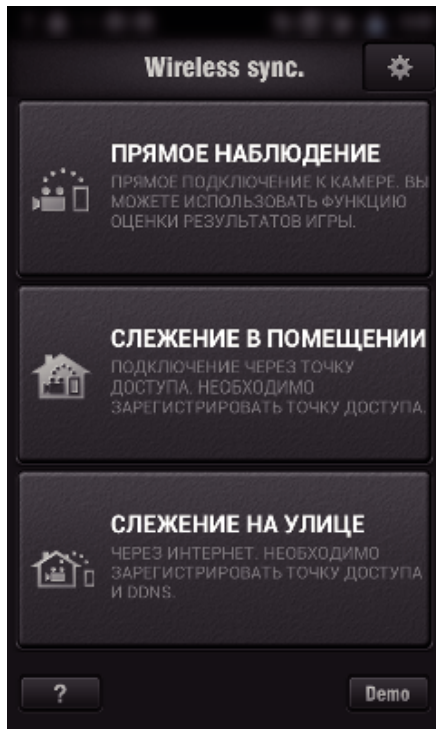 Wireless sync.
ПРЯМОЕ НАБЛЮДЕНИЕ
ПРЯМОЕ ПОДКЛЮЧЕНИЕ К КАМЕРЕ. ВЫ
МОЖЕТЕ ИСПОЛЬЗОВАТЬ ФУНКЦИЮ
ОЦЕНКИ РЕЗУЛЬТАТОВ ИГРЫ.
СЛЕЖЕНИЕ В ПОМЕЩЕНИИ
ПОДКЛЮЧЕНИЕ ЧЕРЕЗ ТОЧКУ
ДОСТУПА. НЕОБХОДИМО
ЗАРЕГИСТРИРОВАТЬ ТОЧКУ ДОСТУПА.
СЛЕЖЕНИЕ НА УЛИЦЕ
ЧЕРЕЗ ИНТЕРНЕТ. НЕОБХОДИМО
ЗАРЕГИСТРИРОВАТЬ ТОЧКУ ДОСТУПА
И DDNS.
?
Demo